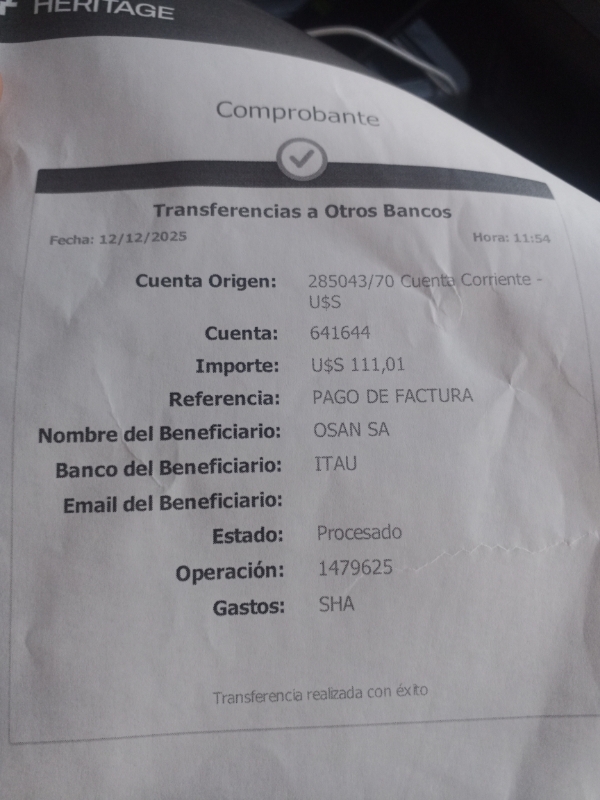 HERITAGE
Comprobante
Transferencias a Otros Bancos
Fecha: 12/12/2025 Hora: 11:54
Cuenta Origen: 285043/70 Cuenta Corriente -
U$S
Cuenta: 641644
Importe: U$S 111,01
Referencia: PAGO DE FACTURA
Nombre del Beneficiario: OSAN SA
Banco del Beneficiario: ITAU
Email del Beneficiario:
Estado: Procesado
Operación: 1479625
Gastos: SHA
Transferencia realizada con éxito